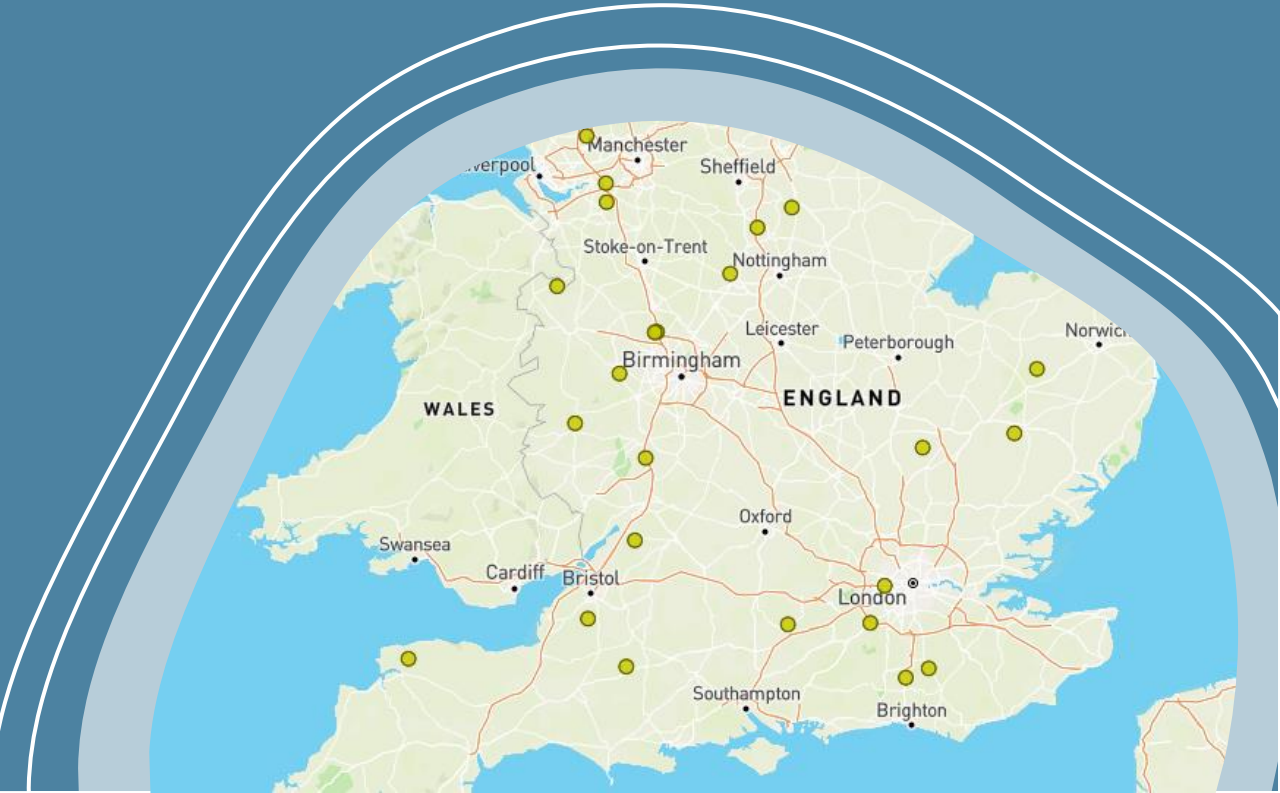 Manchester
verpool
Sheffield
Stoke-on-Trent
Nottingham
Leicester
Norwic
Peterborough
Birmingham
ENGLAND
WALES
Oxford
Swansea
Cardiff
Bristol
London
Southampton
Brighton